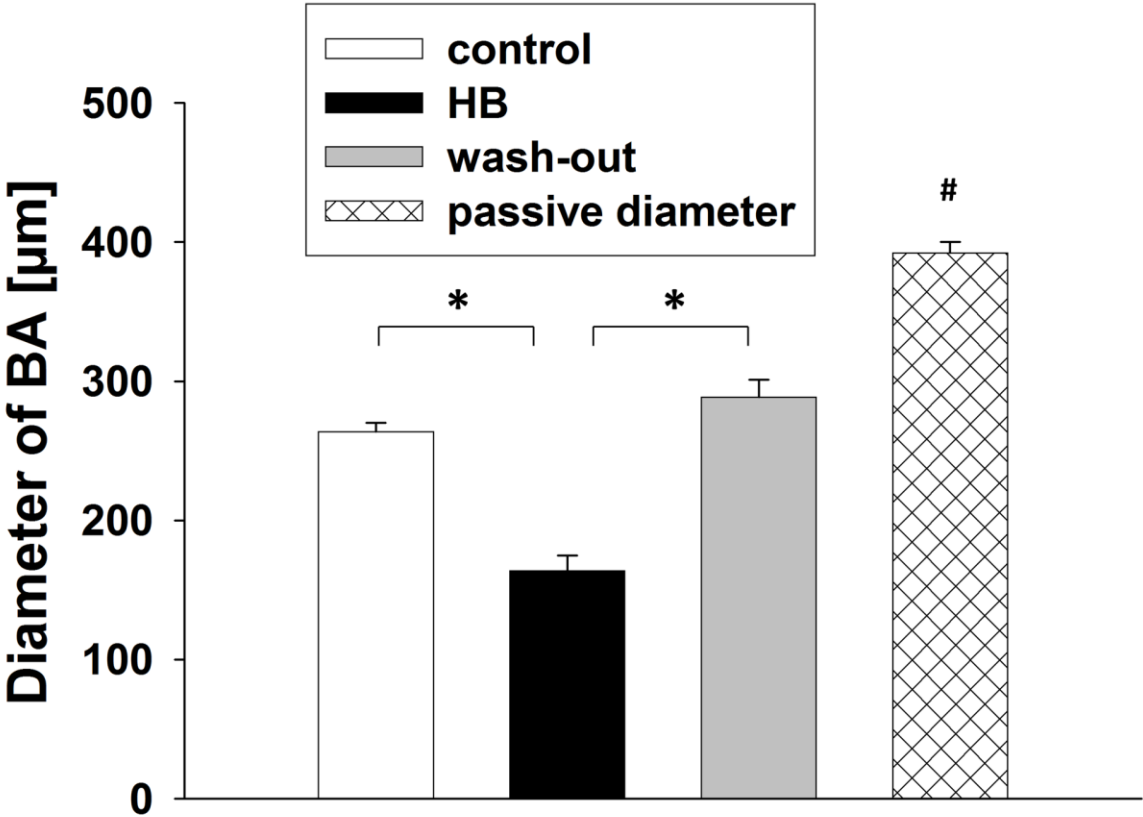 control
HB
wash-out
passive diameter
Diameter of BA [µm]
500
400
300
200
100
0
*
*
#